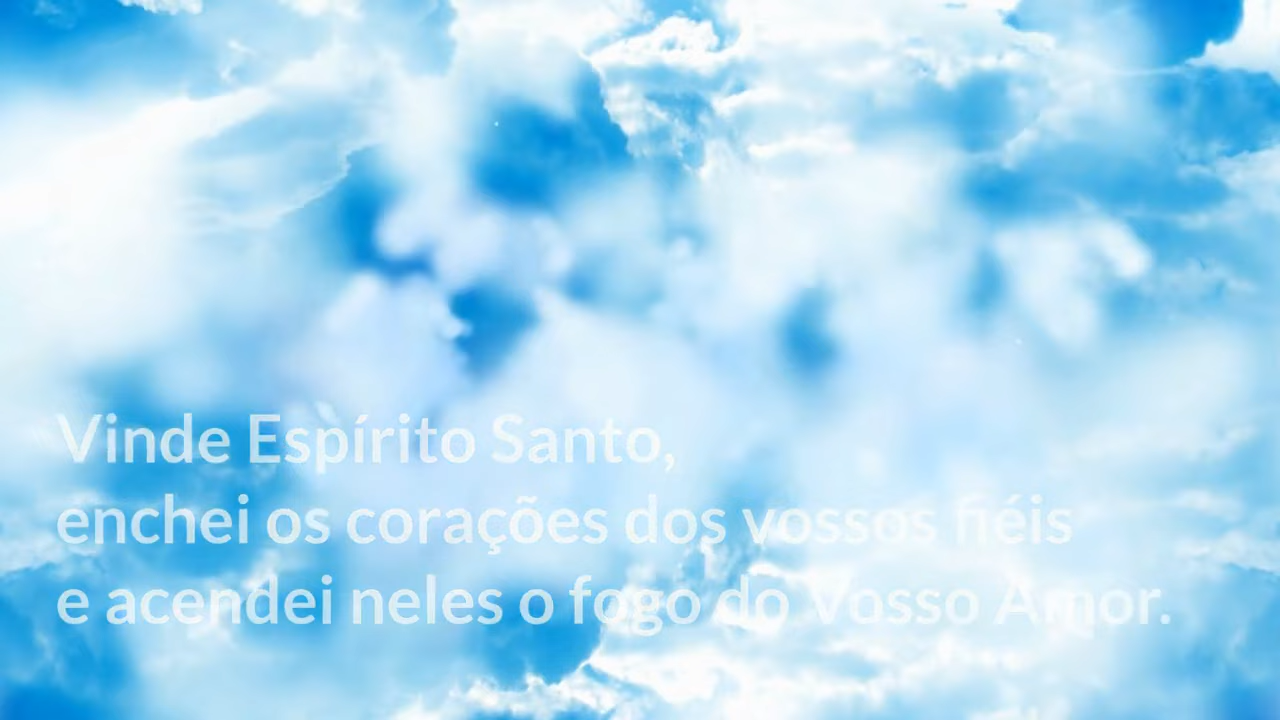 Vinde Espírito Santo,
enchei os corações dos vossos fiéis
e acendei neles o fogo do Vosso Amor.